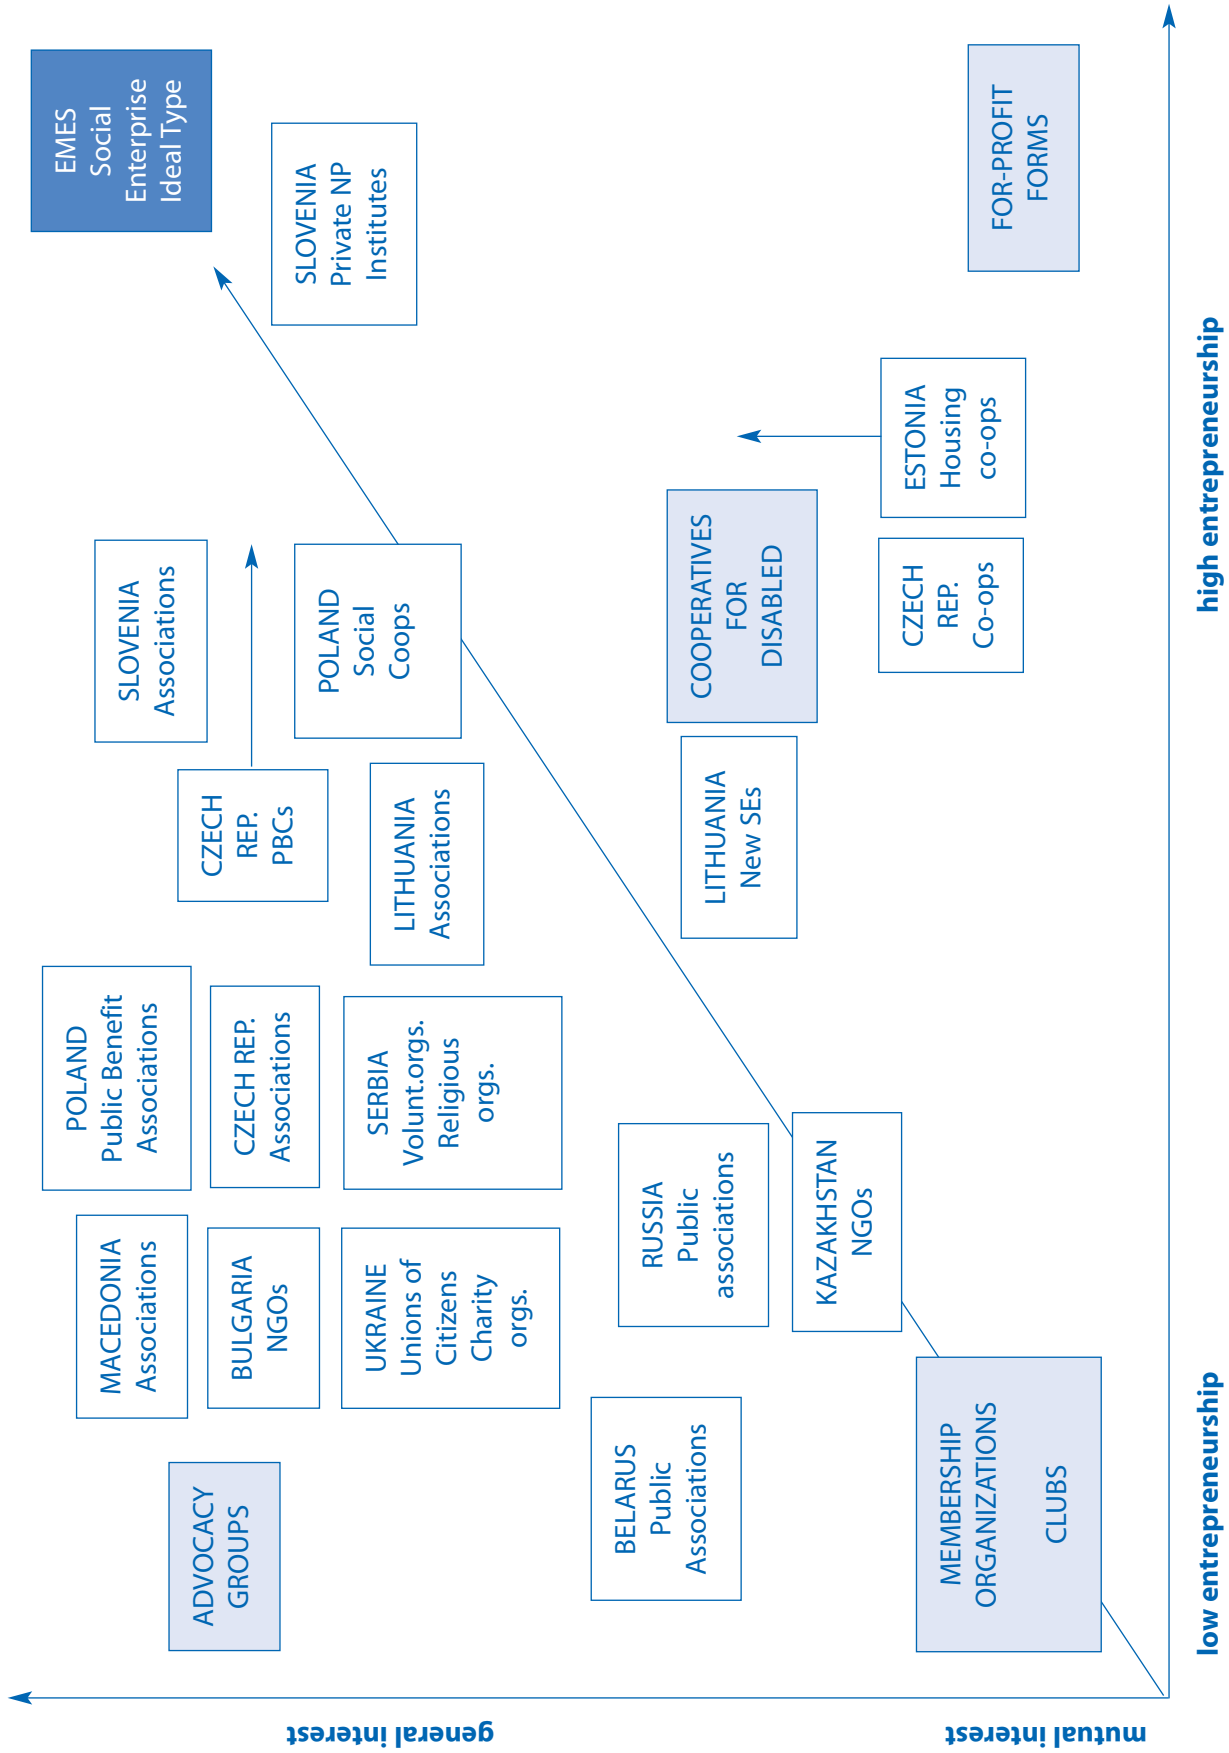 EMES
Social
Enterprise
Ideal Type
SLOVENIA
Private NP
Institutes
FOR-PROFIT
FORMS
SLOVENIA
Associations
CZECH
REP.
PBCs
POLAND
Social
Coops
LITHUANIA
Associations
COOPERATIVES
FOR
DISABLED
LITHUANIA
New SEs
ESTONIA
Housing
co-ops
CZECH
REP.
Co-ops
POLAND
Public Benefit
Associations
CZECH REP.
Associations
SERBIA
Volunt.orgs.
Religious
orgs.
MACEDONIA
Associations
BULGARIA
NGOs
UKRAINE
Unions of
Citizens
Charity
orgs.
RUSSIA
Public
associations
KAZAKHSTAN
NGOs
ADVOCACY
GROUPS
BELARUS
Public
Associations
MEMBERSHIP
ORGANIZATIONS
CLUBS
general interest
mutual interest
low entrepreneurship
high entrepreneurship